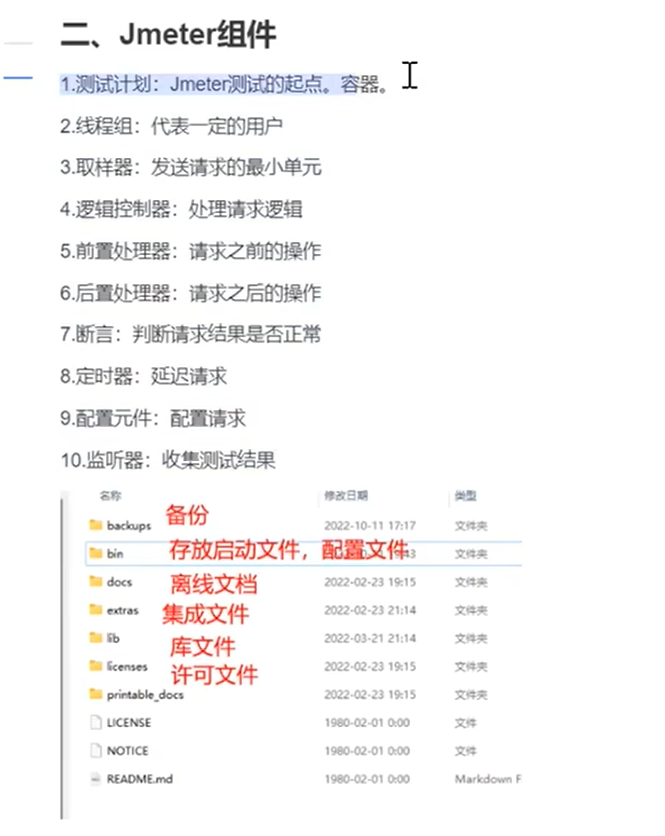 二、Jmeter组件
1.测试计划：Jmeter测试的起点。容器。
2.线程组：代表一定的用户
3.取样器：发送请求的最小单元
4.逻辑控制器：处理请求逻辑
5.前置处理器：请求之前的操作
6.后置处理器：请求之后的操作
7.断言：判断请求结果是否正常
8.定时器：延迟请求
9.配置元件：配置请求
10.监听器：收集测试结果
名称 修改日期 类型
backups 备份 2022-10-11 17:17 文件夹
bin 存放启动文件，配置文件 文件夹
docs 离线文档 2022-02-23 19:15 文件夹
extras 集成文件 2022-02-23 21:14 文件夹
lib 库文件 2022-03-21 21:14 文件夹
licenses 许可文件 2022-02-23 19:15 文件夹
printable_docs 2022-02-23 19:15 文件夹
LICENSE 1980-02-01 0:00 文件
NOTICE 1980-02-01 0:00 文件
README.md 1980-02-01 0:00 Markdown F